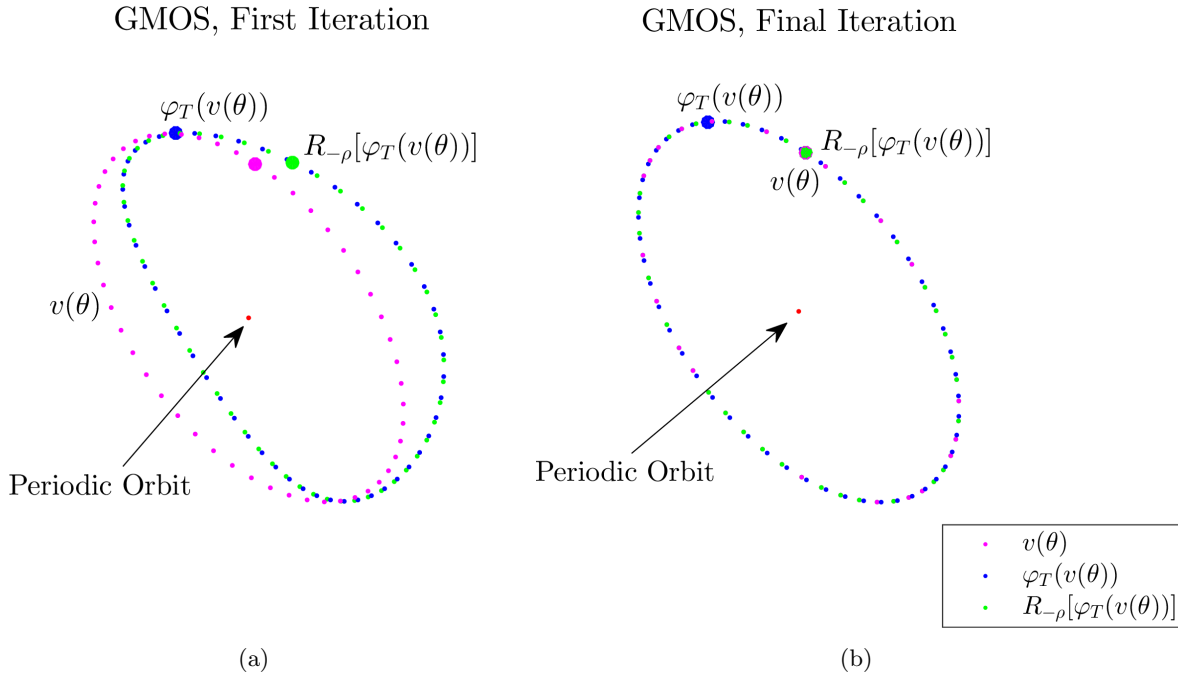 GMOS, First Iteration
φ_T(v(θ))
R_{−ρ}[φ_T(v(θ))]
v(θ)
Periodic Orbit
(a)
GMOS, Final Iteration
φ_T(v(θ))
R_{−ρ}[φ_T(v(θ))]
v(θ)
Periodic Orbit
v(θ)
φ_T(v(θ))
R_{−ρ}[φ_T(v(θ))]
(b)